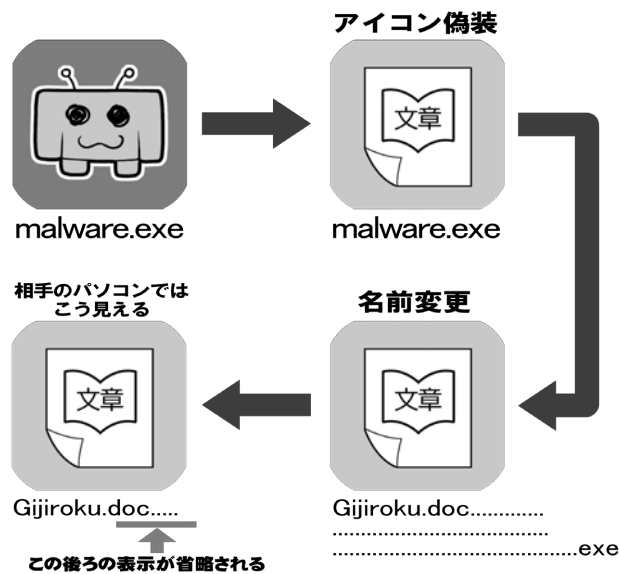 アイコン偽装
文章
malware.exe
malware.exe
名前変更
相手のパソコンでは
こう見える
文章
文章
Gijiroku.doc.............
......................................
...........................................exe
Gijiroku.doc.....
この後ろの表示が省略される